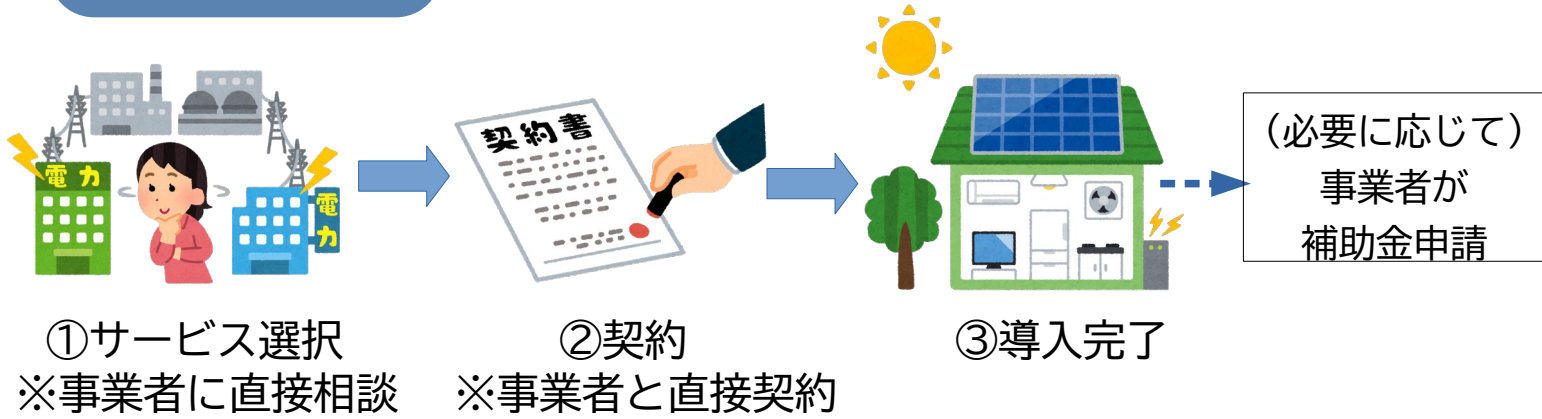 電力
電力
契約書
①サービス選択
※事業者に直接相談
②契約
※事業者と直接契約
③導入完了
（必要に応じて）
事業者が
補助金申請